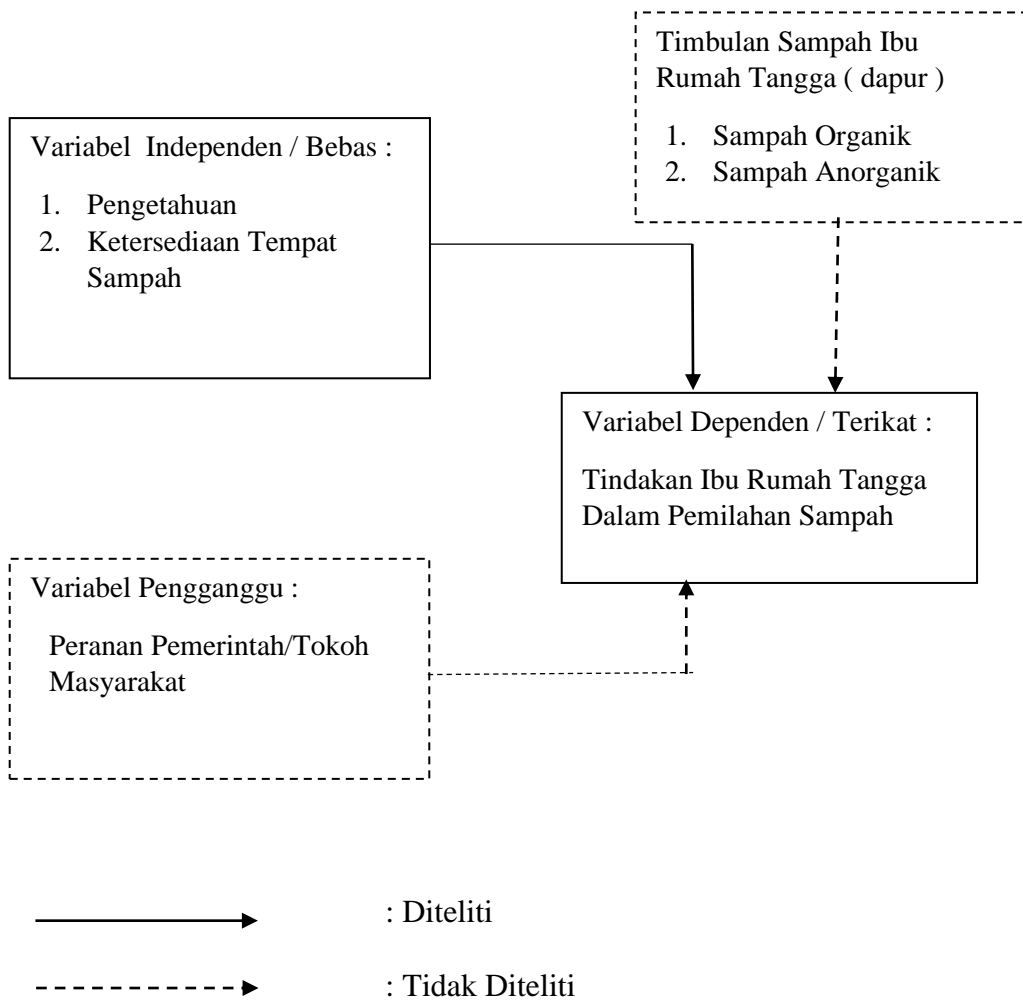 Timbulan Sampah Ibu
Rumah Tangga ( dapur )
1. Sampah Organik
2. Sampah Anorganik
Variabel Independen / Bebas :
1. Pengetahuan
2. Ketersediaan Tempat
Sampah
Variabel Dependen / Terikat :
Tindakan Ibu Rumah Tangga
Dalam Pemilahan Sampah
Variabel Pengganggu :
Peranan Pemerintah/Tokoh
Masyarakat
: Diteliti
: Tidak Diteliti